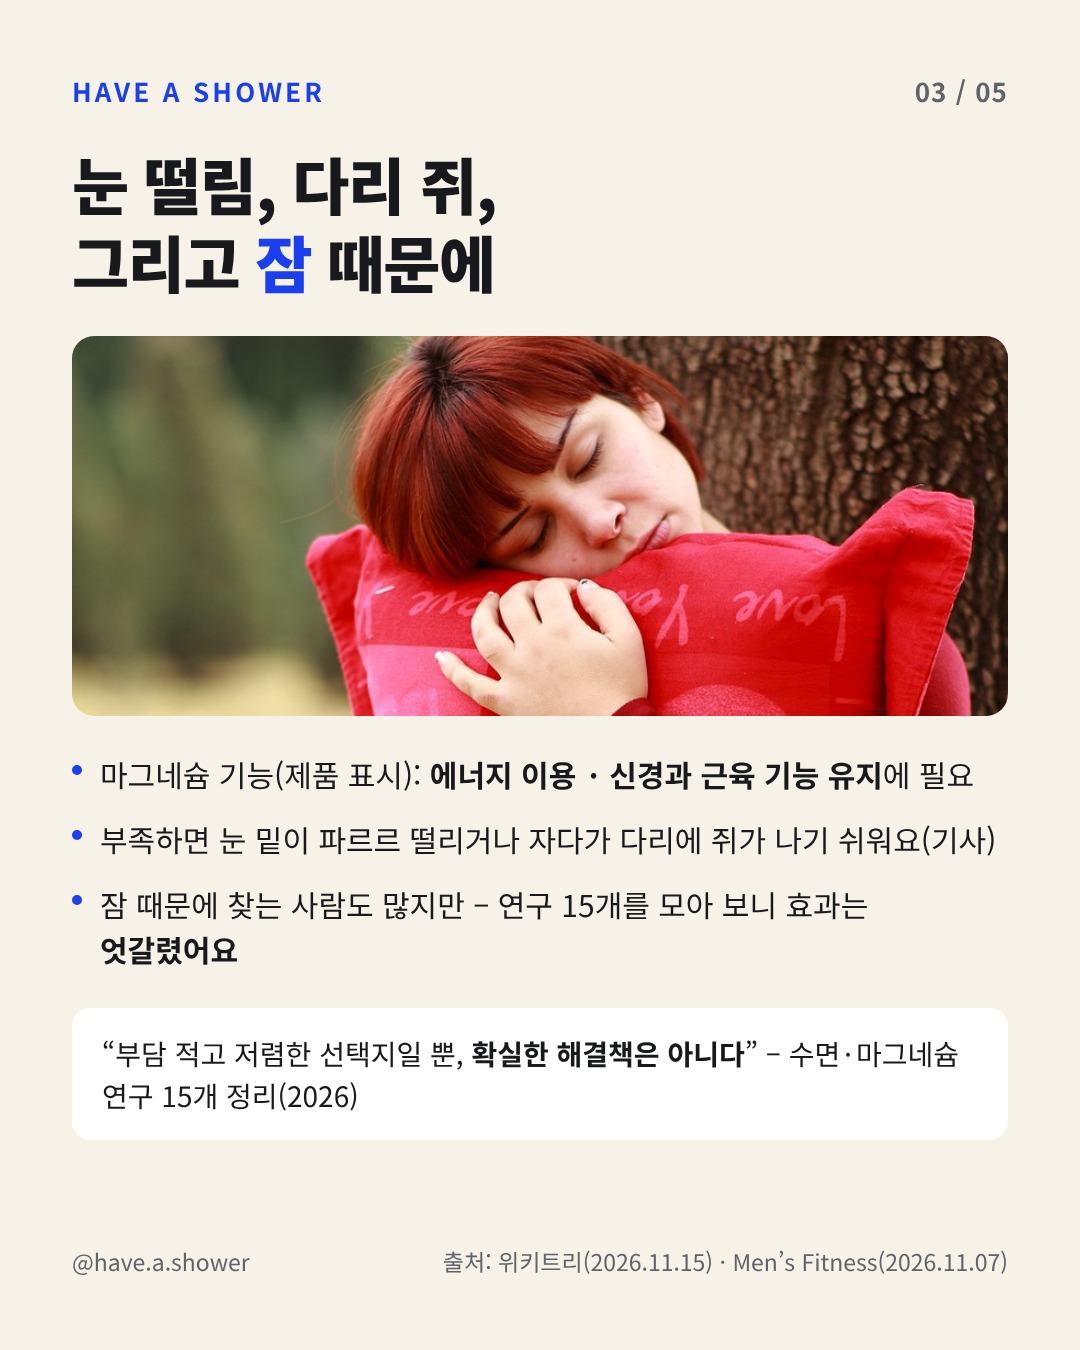 HAVE A SHOWER
03 / 05
눈 떨림, 다리 쥐,
그리고 잠 때문에
Love You Love Y
마그네슘 기능(제품 표시): 에너지 이용 · 신경과 근육 기능 유지에 필요
부족하면 눈 밑이 파르르 떨리거나 자다가 다리에 쥐가 나기 쉬워요(기사)
잠 때문에 찾는 사람도 많지만 – 연구 15개를 모아 보니 효과는
엇갈렸어요
“부담 적고 저렴한 선택지일 뿐, 확실한 해결책은 아니다” – 수면·마그네슘
연구 15개 정리(2026)
@have.a.shower
출처: 위키트리(2026.11.15) · Men’s Fitness(2026.11.07)